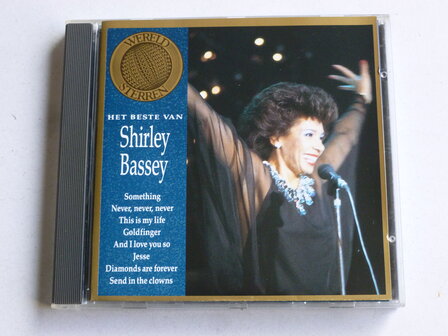 WERELD
STERREN
HET BESTE VAN
Shirley
Bassey
Something
Never, never, never
This is my life
Goldfinger
And I love you so
Jesse
Diamonds are forever
Send in the clowns